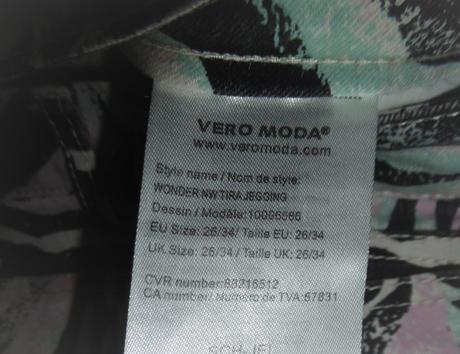 VERO MODA®
www.veromoda.com
Style name / Nom de style:
WONDER NW TIRA JEGGING
Dessin / Modèle: 10096566
EU Size: 26/34/ Taille EU: 26/34
UK Size: 26/34/ Taille UK: 26/34
CVR number: 88216512
CA number/ Numéro de TVA: 57831